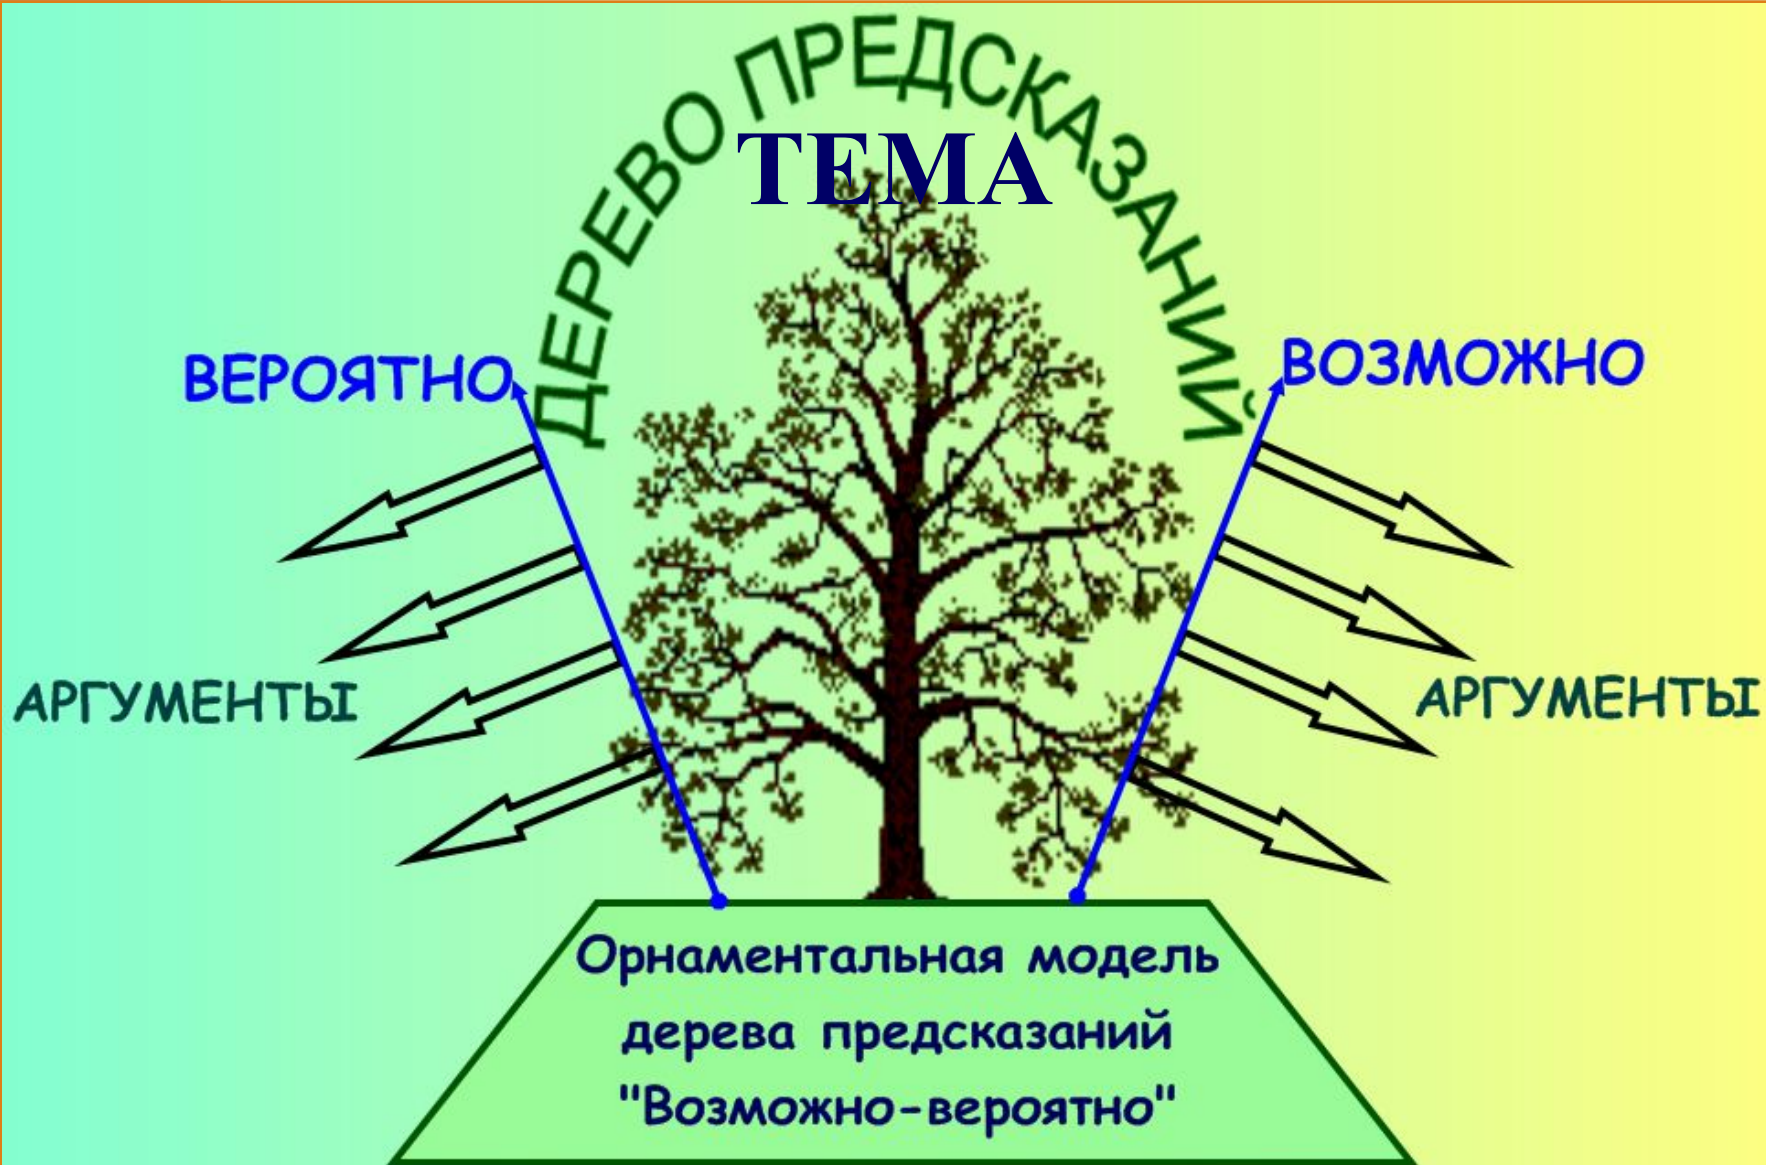 ДЕРЕВО ПРЕДСКАЗАНИЙ
ТЕМА
ВЕРОЯТНО
ВОЗМОЖНО
АРГУМЕНТЫ
АРГУМЕНТЫ
Орнаментальная модель
дерева предсказаний
"Возможно-вероятно"